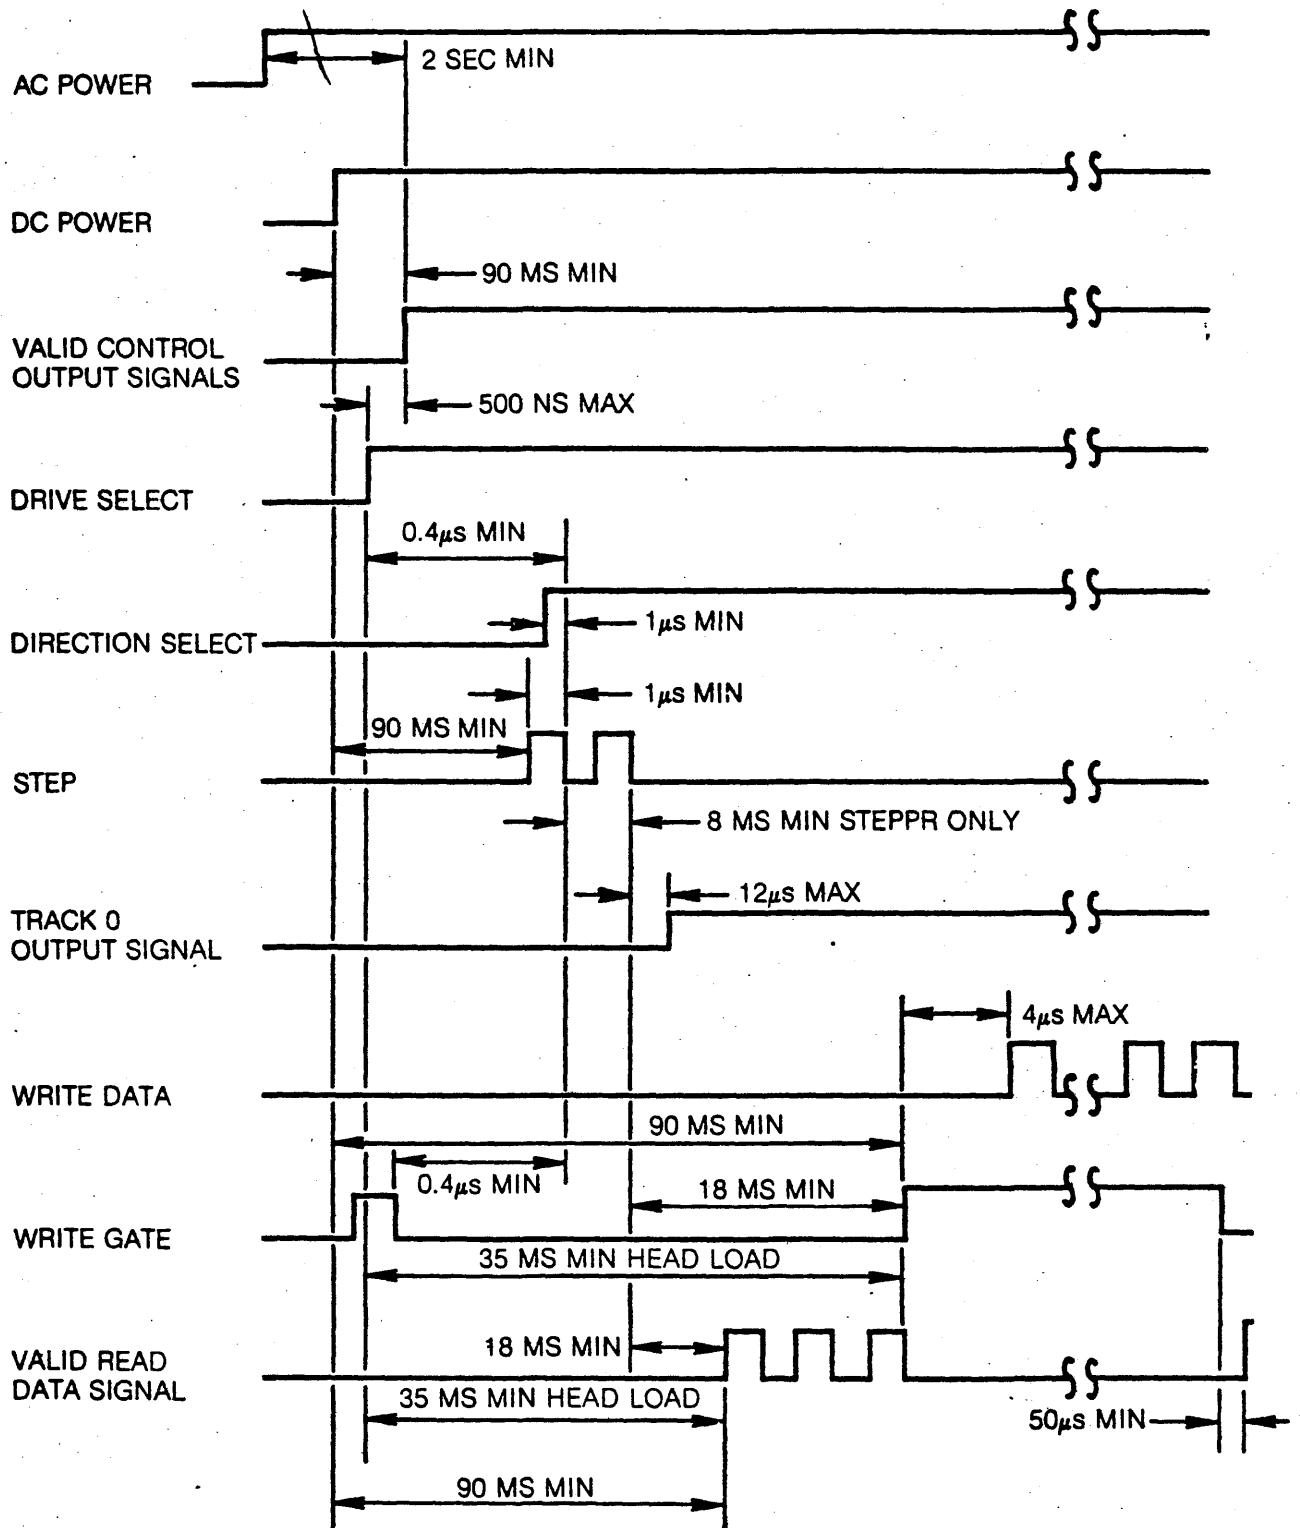 2 SEC MIN
AC POWER
DC POWER
90 MS MIN
VALID CONTROL
OUTPUT SIGNALS
500 NS MAX
DRIVE SELECT
0.4μs MIN
1μs MIN
DIRECTION SELECT
1μs MIN
90 MS MIN
STEP
8 MS MIN STEPPR ONLY
12μs MAX
TRACK 0
OUTPUT SIGNAL
4μs MAX
WRITE DATA
90 MS MIN
0.4μs MIN
18 MS MIN
WRITE GATE
35 MS MIN HEAD LOAD
18 MS MIN
VALID READ
DATA SIGNAL
35 MS MIN HEAD LOAD
50μs MIN
90 MS MIN